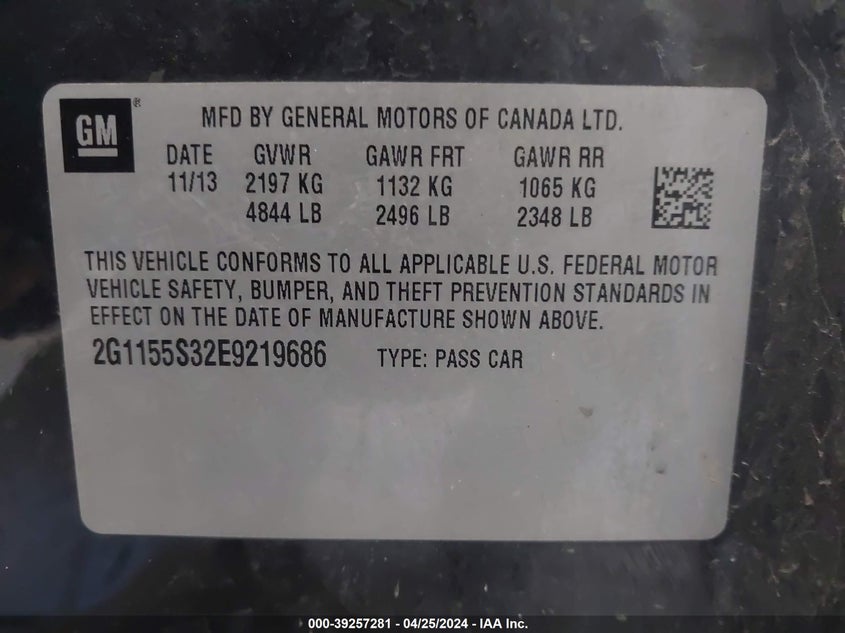 GM ®
MFD BY GENERAL MOTORS OF CANADA LTD.
DATE GVWR GAWR FRT GAWR RR
11/13 2197 KG 1132 KG 1065 KG
4844 LB 2496 LB 2348 LB
THIS VEHICLE CONFORMS TO ALL APPLICABLE U.S. FEDERAL MOTOR
VEHICLE SAFETY, BUMPER, AND THEFT PREVENTION STANDARDS IN
EFFECT ON THE DATE OF MANUFACTURE SHOWN ABOVE.
2G1155S32E9219686 TYPE: PASS CAR
000-39257281 - 04/25/2024 - IAA Inc.